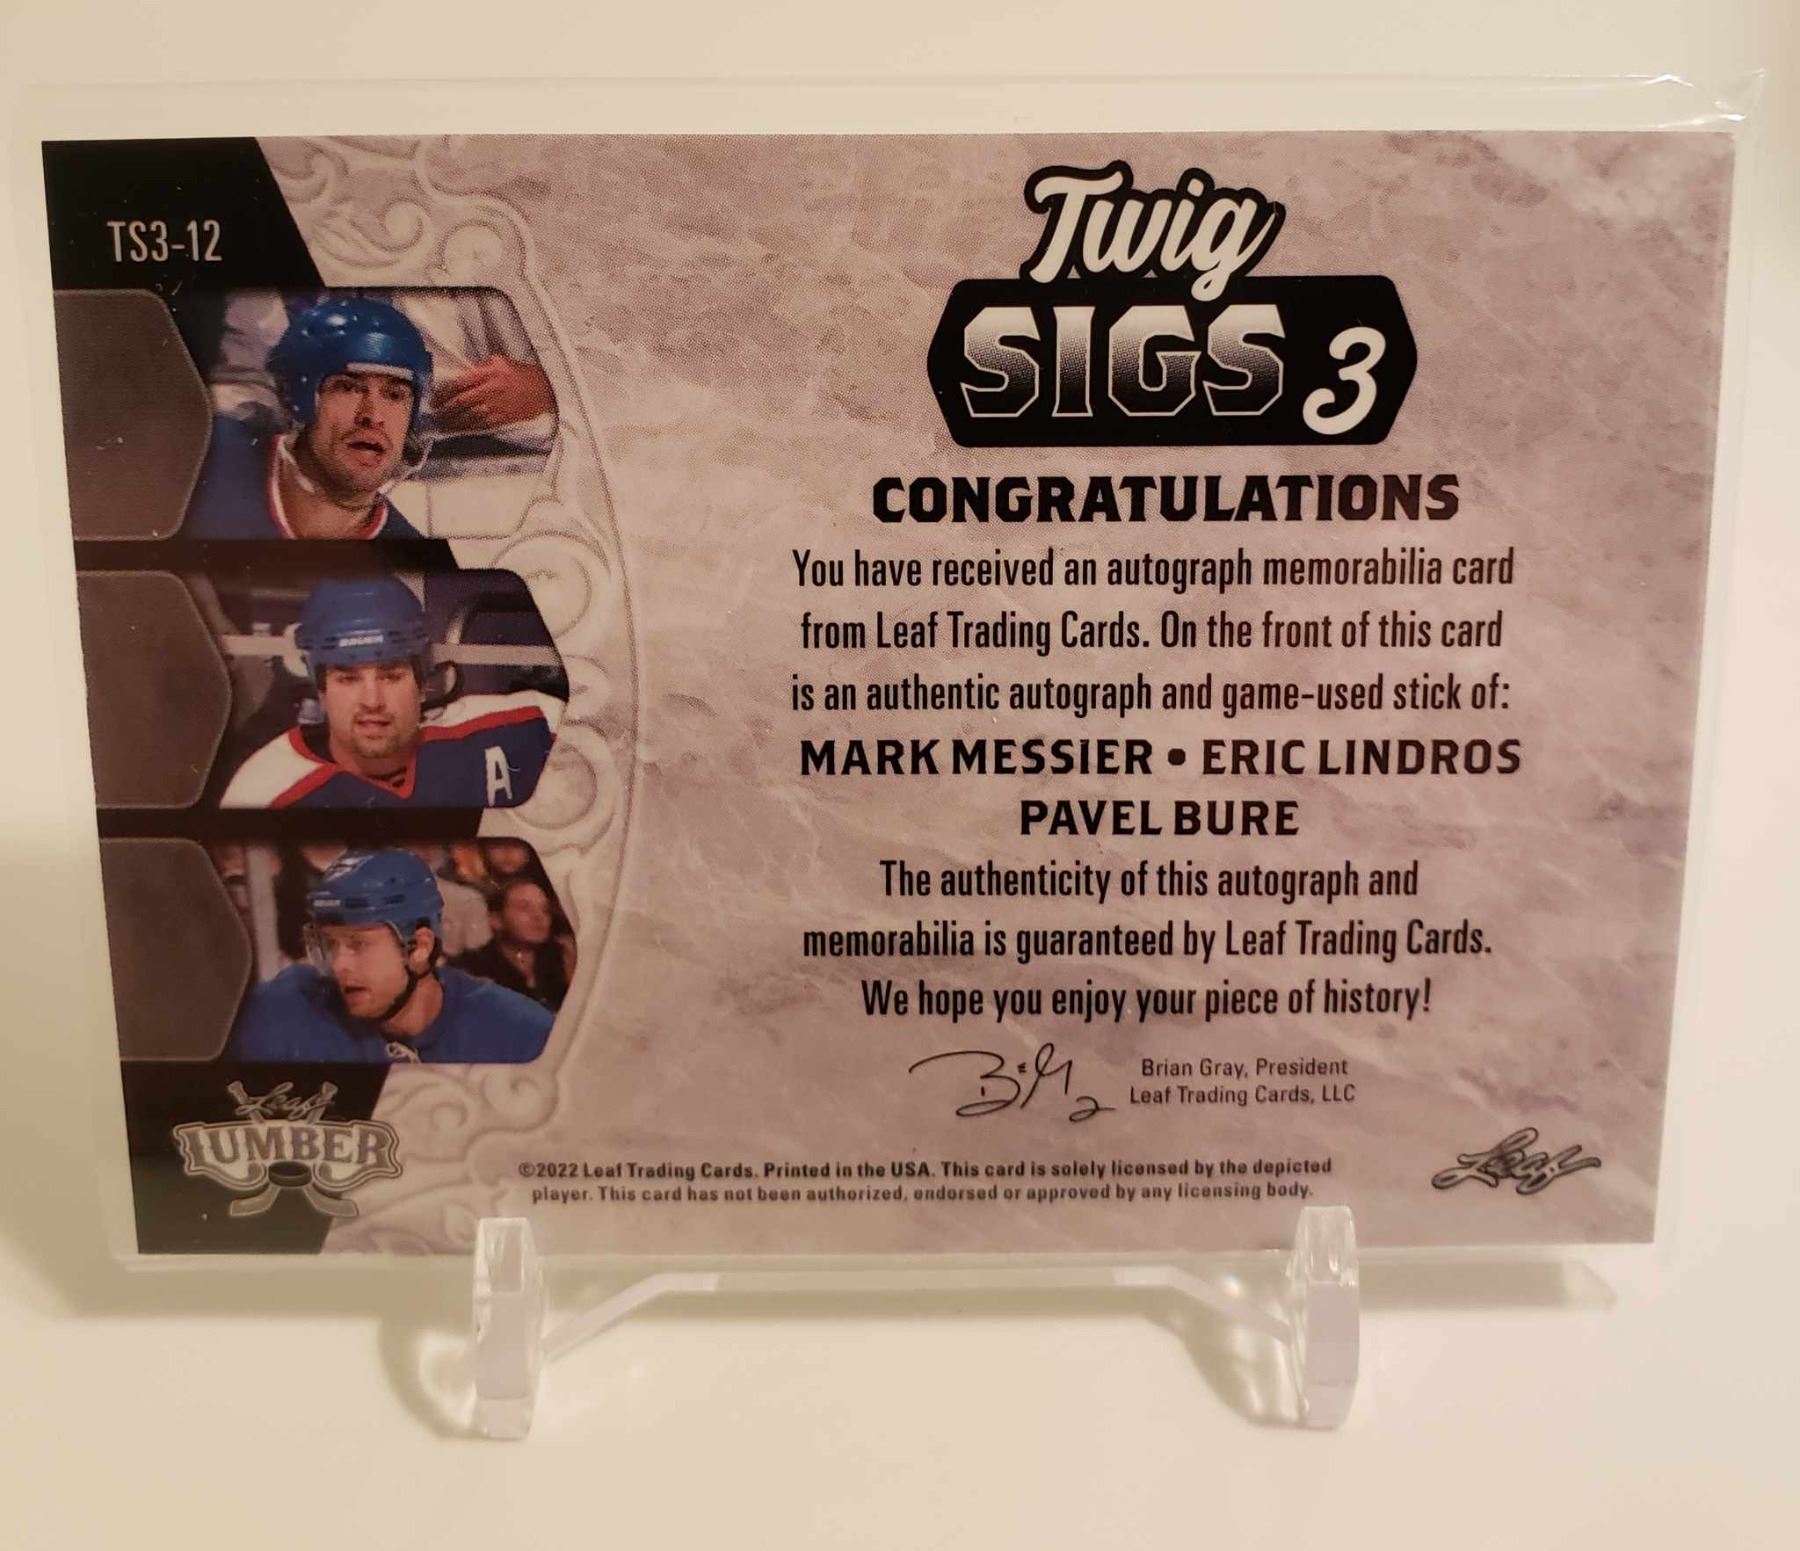 TS3-12
Twig
SIGS 3
CONGRATULATIONS
You have received an autograph memorabilia card
from Leaf Trading Cards. On the front of this card
is an authentic autograph and game-used stick of:
MARK MESSIER • ERIC LINDROS
PAVEL BURE
The authenticity of this autograph and
memorabilia is guaranteed by Leaf Trading Cards.
We hope you enjoy your piece of history!
Brian Gray, President
Leaf Trading Cards, LLC
©2022 Leaf Trading Cards. Printed in the USA. This card is solely licensed by the depicted
player. This card has not been authorized, endorsed or approved by any licensing body.
Leaf
LUMBER
Leaf
A
BAUER